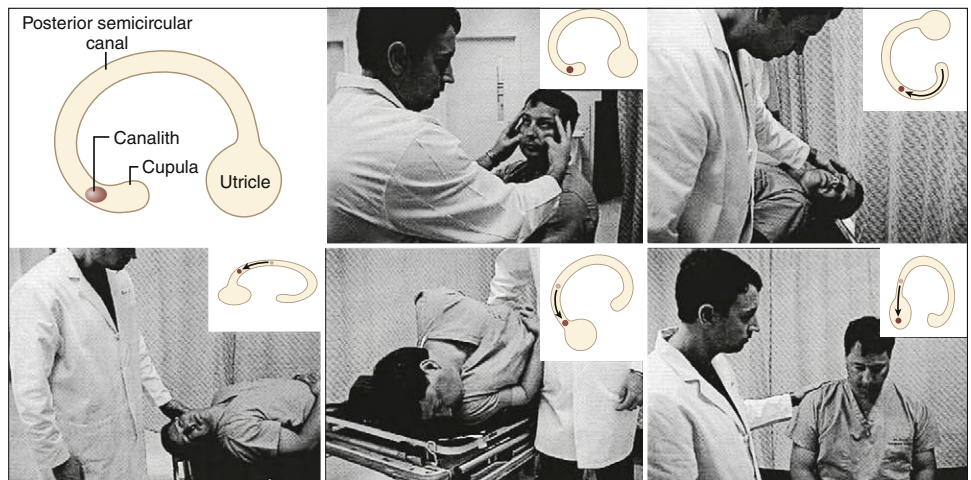 Posterior semicircular
canal
Canalith
Cupula
Utricle